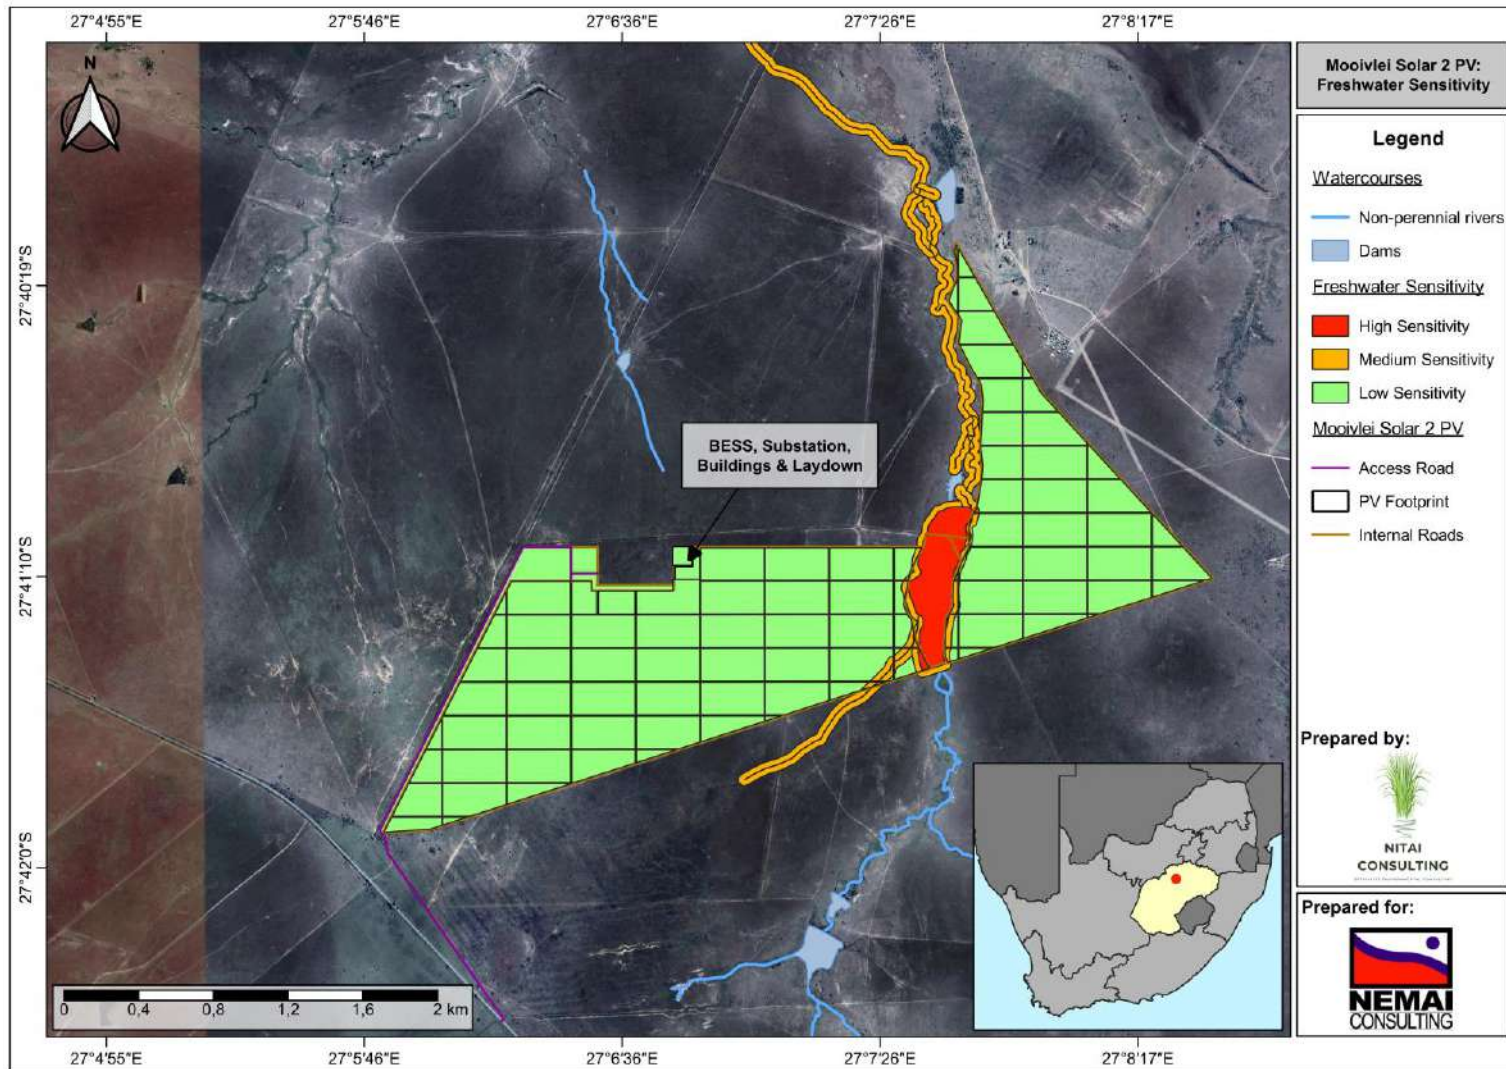 27°4'55"E
27°5'46"E
27°6'36"E
27°7'26"E
27°8'17"E
N
27°40'19"S
27°41'10"S
27°42'0"S
BESS, Substation,
Buildings & Laydown
0
0,4
0,8
1,2
1,6
2 km
27°4'55"E
27°5'46"E
27°6'36"E
27°7'26"E
27°8'17"E
Mooivlei Solar 2 PV:
Freshwater Sensitivity
Legend
Watercourses
Non-perennial rivers
Dams
Freshwater Sensitivity
High Sensitivity
Medium Sensitivity
Low Sensitivity
Mooivlei Solar 2 PV
Access Road
PV Footprint
Internal Roads
Prepared by:
NITAI
CONSULTING
Prepared for:
NEMAI
CONSULTING